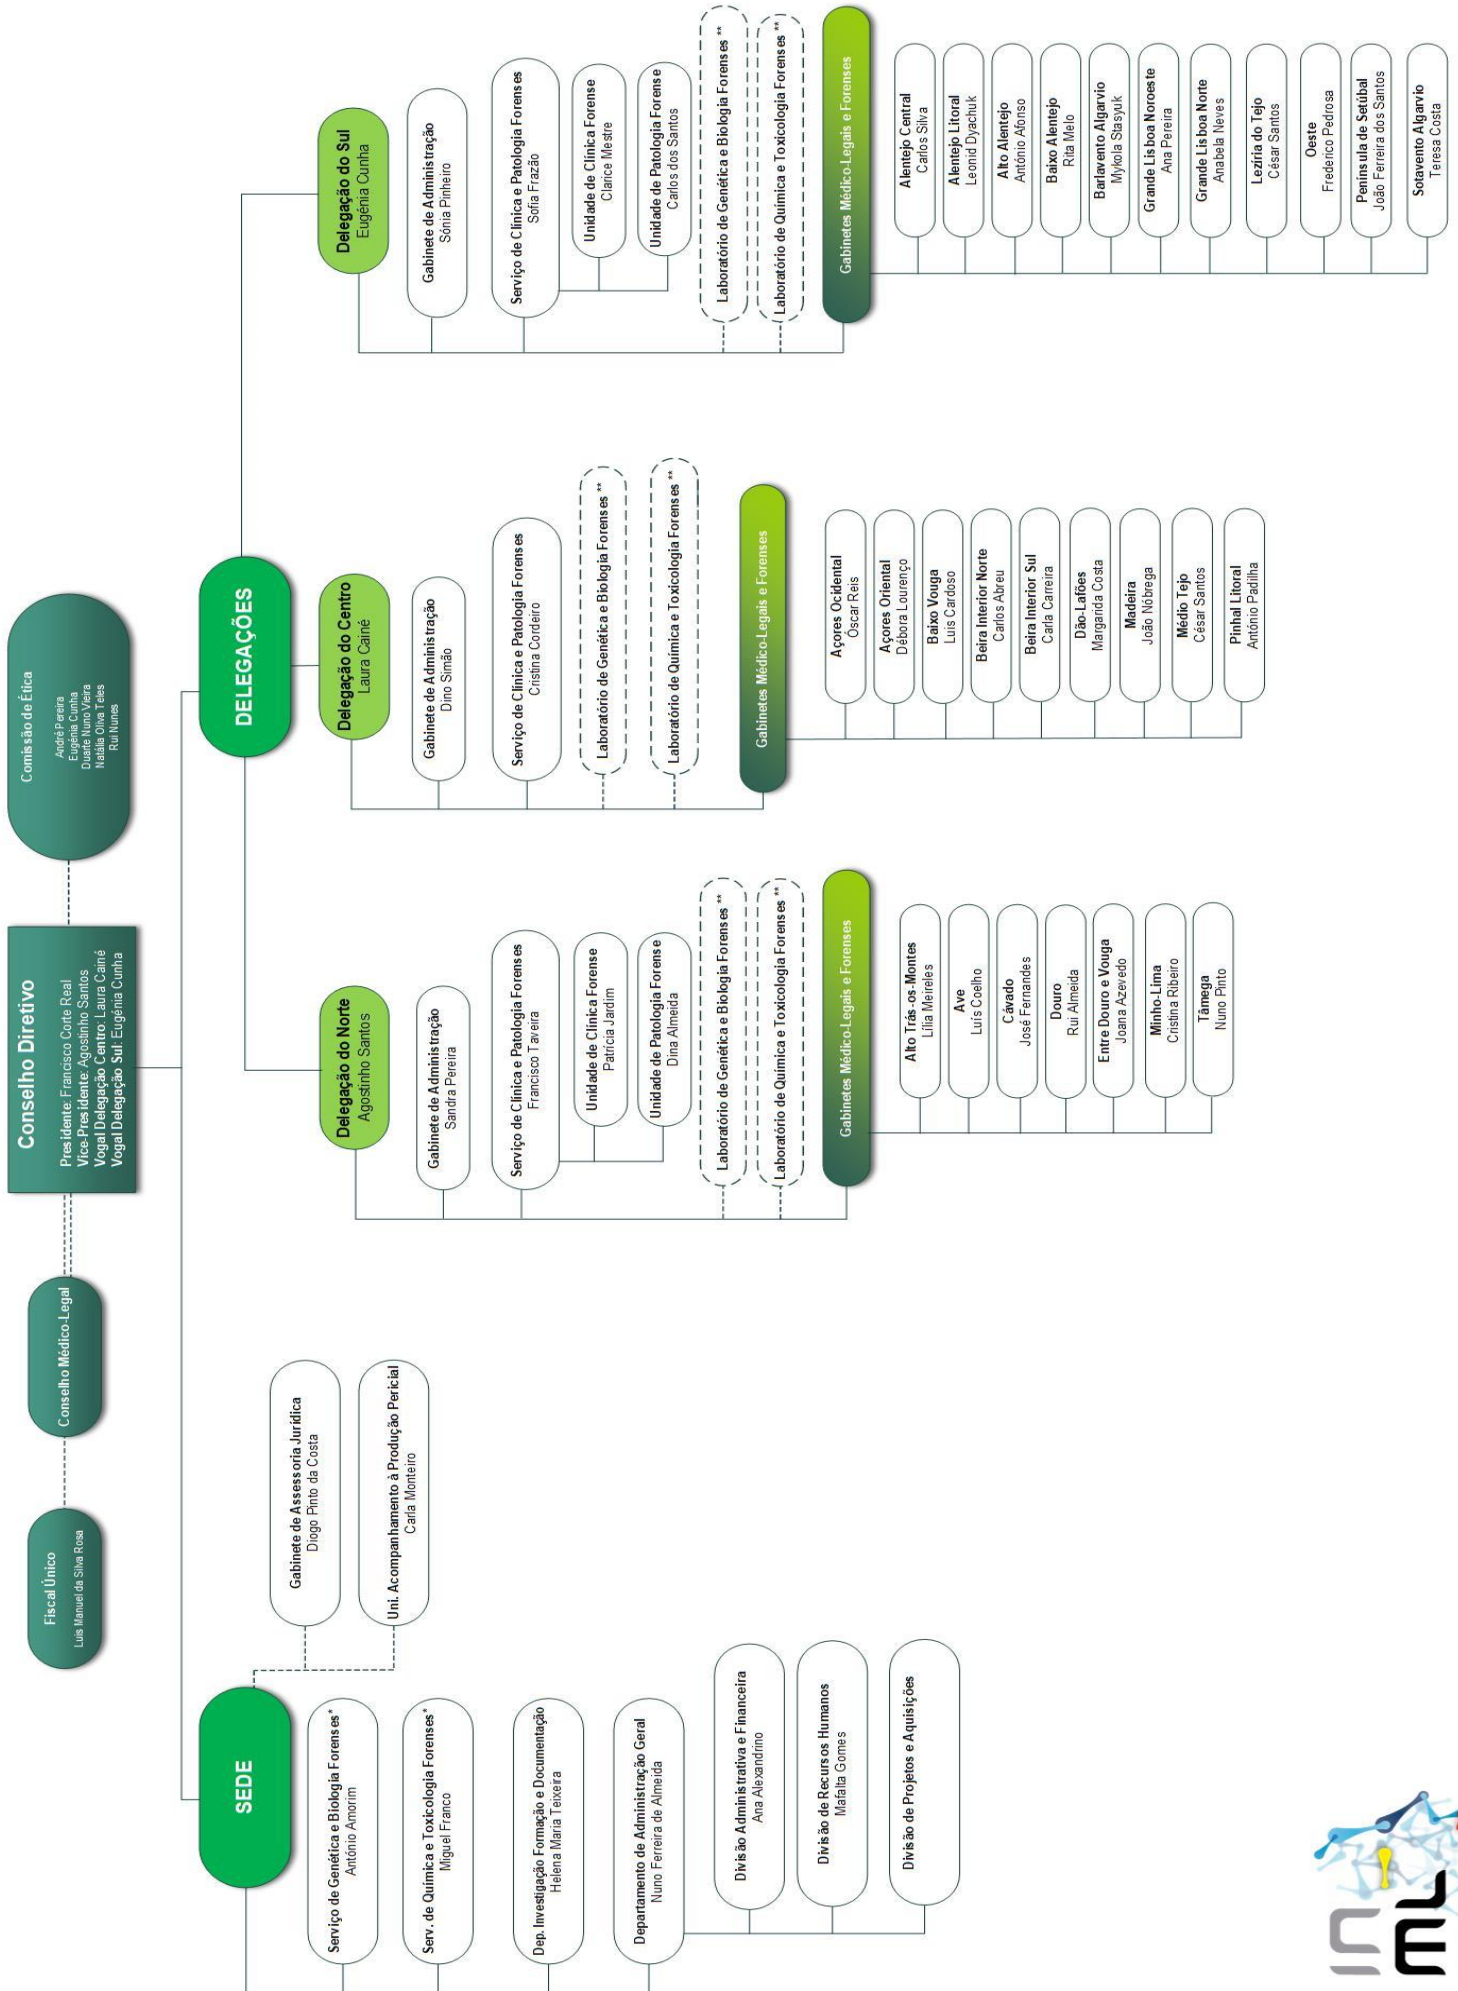 Fiscal Único
Luís Manuel da Silva Rosa
Conselho Médico-Legal
Conselho Diretivo
Presidente: Francisco Corte Real
Vice-Presidente: Agostinho Santos
Vogal Delegação Centro: Laura Cainé
Vogal Delegação Sul: Eugénia Cunha
Comissão de Ética
André Pereira
Eugénia Cunha
Duarte Nuno Vieira
Natália Oliva Teles
Rui Nunes
SEDE
Gabinete de Assessoria Jurídica
Diogo Pinto da Costa
Uni. Acompanhamento à Produção Pericial
Carla Monteiro
Serviço de Genética e Biologia Forenses*
António Amorim
Serv. de Química e Toxicologia Forenses*
Miguel Franco
Dep. Investigação Formação e Documentação
Helena Maria Teixeira
Departamento de Administração Geral
Nuno Ferreira de Almeida
Divisão Administrativa e Financeira
Ana Alexandrino
Divisão de Recursos Humanos
Mafalta Gomes
Divisão de Projetos e Aquisições
DELEGAÇÕES
Delegação do Norte
Agostinho Santos
Gabinete de Administração
Sandra Pereira
Serviço de Clínica e Patologia Forenses
Francisco Taveira
Unidade de Clínica Forense
Patrícia Jardim
Unidade de Patologia Forense
Dina Almeida
Laboratório de Genética e Biologia Forenses **
Laboratório de Química e Toxicologia Forenses **
Gabinetes Médico-Legais e Forenses
Alto Trás-os-Montes
Lília Meireles
Ave
Luís Coelho
Cávado
José Fernandes
Douro
Rui Almeida
Entre Douro e Vouga
Joana Azevedo
Minho-Lima
Cristina Ribeiro
Tâmega
Nuno Pinto
Delegação do Centro
Laura Cainé
Gabinete de Administração
Dino Simão
Serviço de Clínica e Patologia Forenses
Cristina Cordeiro
Laboratório de Genética e Biologia Forenses **
Laboratório de Química e Toxicologia Forenses **
Gabinetes Médico-Legais e Forenses
Açores Ocidental
Óscar Reis
Açores Oriental
Débora Lourenço
Baixo Vouga
Luis Cardoso
Beira Interior Norte
Carlos Abreu
Beira Interior Sul
Carla Carreira
Dão-Lafões
Margarida Costa
Madeira
João Nóbrega
Médio Tejo
César Santos
Pinhal Litoral
António Padilha
Delegação do Sul
Eugénia Cunha
Gabinete de Administração
Sónia Pinheiro
Serviço de Clínica e Patologia Forenses
Sofia Frazão
Unidade de Clínica Forense
Clarice Mestre
Unidade de Patologia Forense
Carlos dos Santos
Laboratório de Genética e Biologia Forenses **
Laboratório de Química e Toxicologia Forenses **
Gabinetes Médico-Legais e Forenses
Alentejo Central
Carlos Silva
Alentejo Litoral
Leonid Dyachuk
Alto Alentejo
António Afonso
Baixo Alentejo
Rita Melo
Barlavento Algarvio
Mykola Stasyuk
Grande Lisboa Noroeste
Ana Pereira
Grande Lisboa Norte
Anabela Neves
Lezíria do Tejo
César Santos
Oeste
Frederico Pedrosa
Península de Setúbal
João Ferreira dos Santos
Sotavento Algarvio
Teresa Costa
in
ml